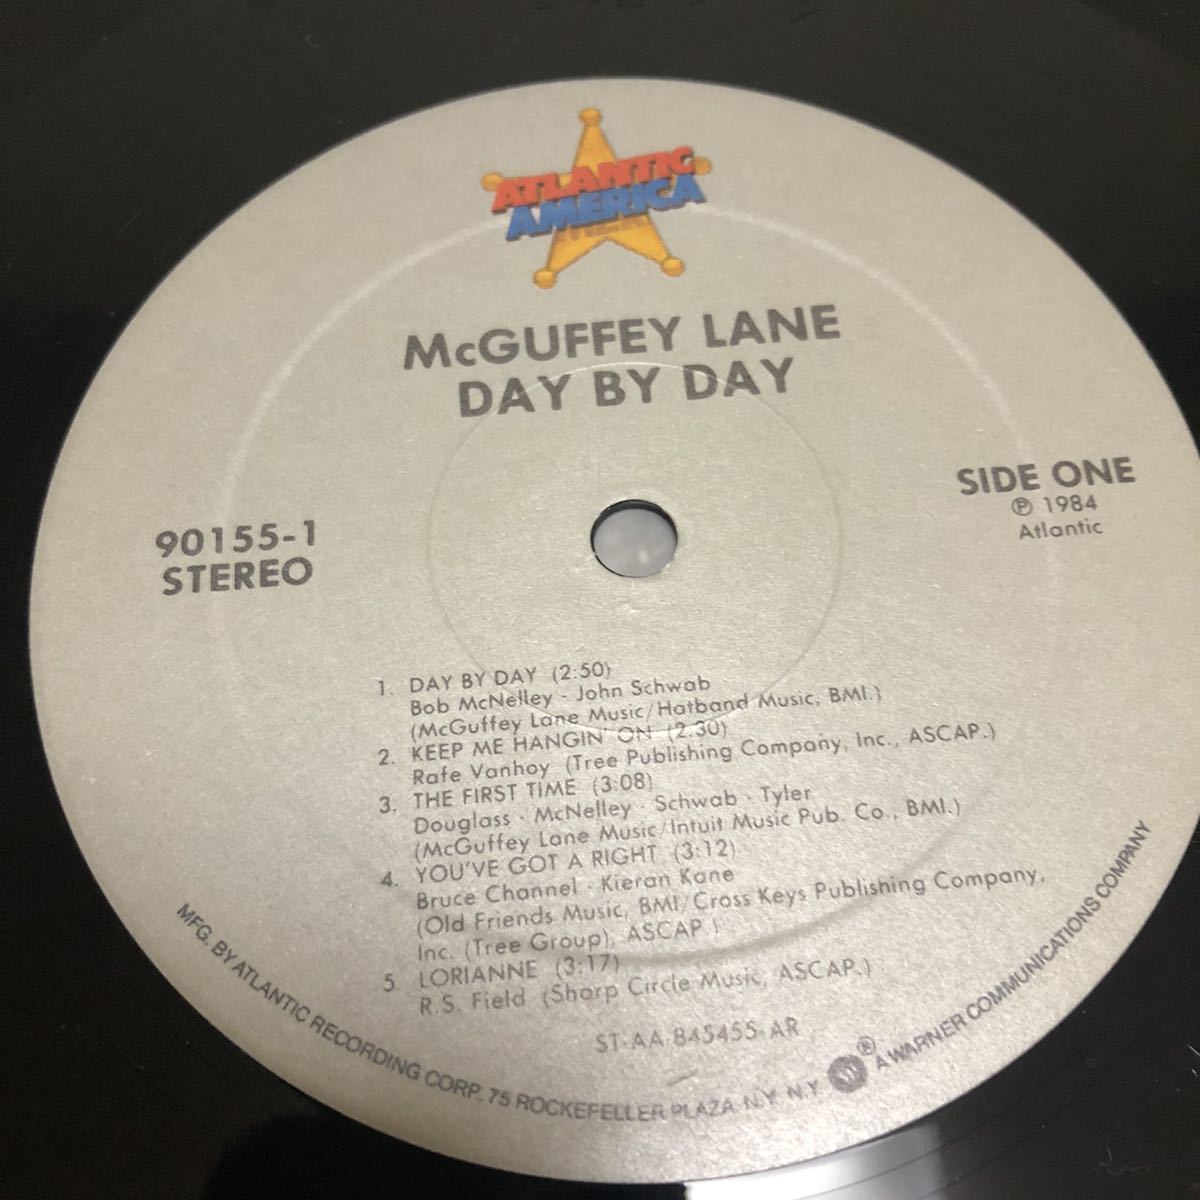 ATLANTIC
AMERICA
McGUFFEY LANE
DAY BY DAY
SIDE ONE
℗ 1984
Atlantic
90155-1
STEREO
1. DAY BY DAY (2:50)
Bob McNelley - John Schwab
(McGuffey Lane Music/Hatband Music, BMI.)
2. KEEP ME HANGIN' ON (2:30)
Rafe Vanhoy (Tree Publishing Company, Inc., ASCAP.)
3. THE FIRST TIME (3:08)
Douglass - McNelley - Schwab - Tyler
(McGuffey Lane Music/Intuit Music Pub. Co., BMI.)
4. YOU'VE GOT A RIGHT (3:12)
Bruce Channel - Kieran Kane
(Old Friends Music, BMI/Cross Keys Publishing Company,
Inc. (Tree Group), ASCAP.)
5. LORIANNE (3:17)
R.S. Field (Sharp Circle Music, ASCAP.)
ST-AA-845455-AR
MFG. BY ATLANTIC RECORDING CORP. 75 ROCKEFELLER PLAZA N.Y. N.Y. ® A WARNER COMMUNICATIONS COMPANY